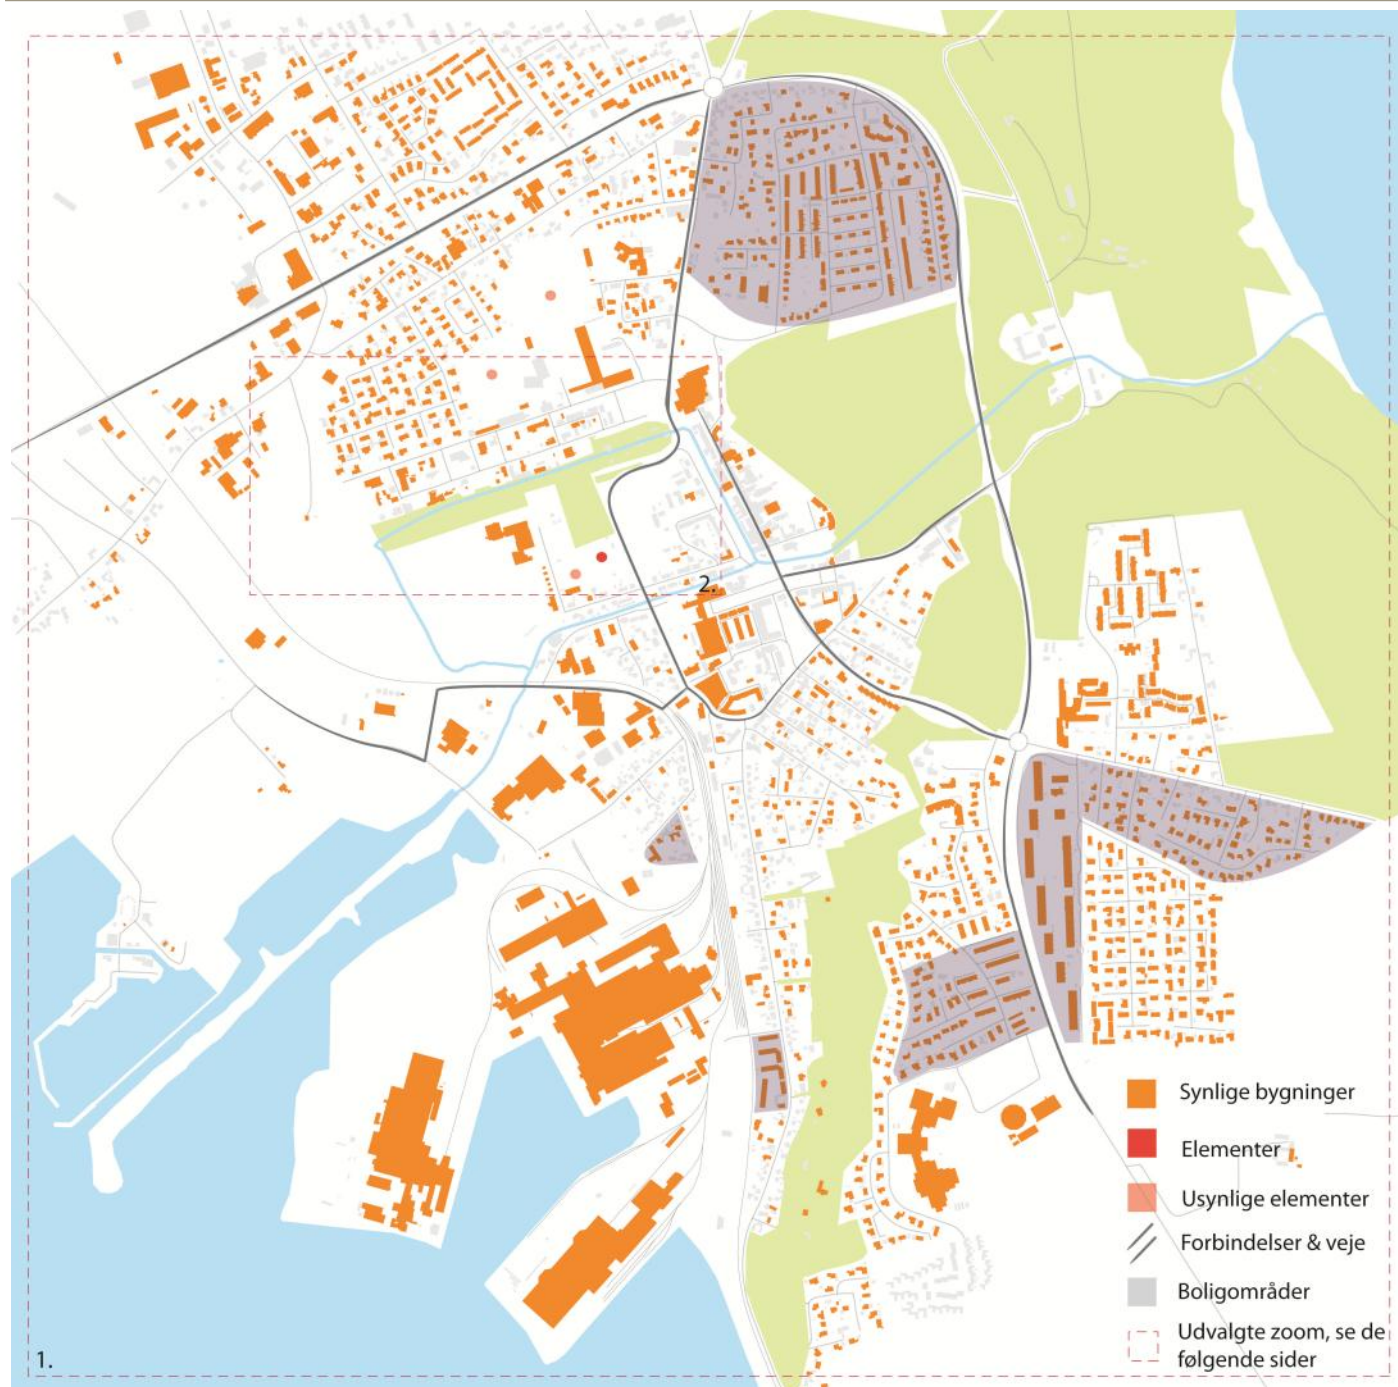 2.
Synlige bygninger
Elementer
Usynlige elementer
Forbindelser & veje
Boligområder
Udvalgte zoom, se de
følgende sider
1.